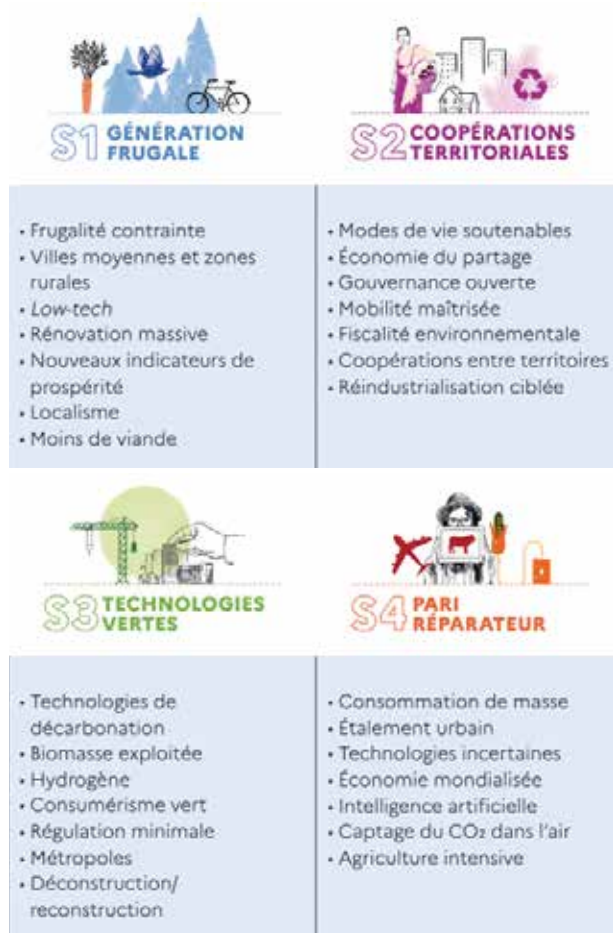 S1 GÉNÉRATION
FRUGALE
S2 COOPÉRATIONS
TERRITORIALES
• Frugalité contrainte
• Villes moyennes et zones
rurales
• Low-tech
• Rénovation massive
• Nouveaux indicateurs de
prospérité
• Localisme
• Moins de viande
• Modes de vie soutenables
• Économie du partage
• Gouvernance ouverte
• Mobilité maîtrisée
• Fiscalité environnementale
• Coopérations entre territoires
• Réindustrialisation ciblée
S3 TECHNOLOGIES
VERTES
S4 PARI
RÉPARATEUR
• Technologies de
décarbonation
• Biomasse exploitée
• Hydrogène
• Consumérisme vert
• Régulation minimale
• Métropoles
• Déconstruction/
reconstruction
• Consommation de masse
• Étalement urbain
• Technologies incertaines
• Économie mondialisée
• Intelligence artificielle
• Captage du CO₂ dans l'air
• Agriculture intensive